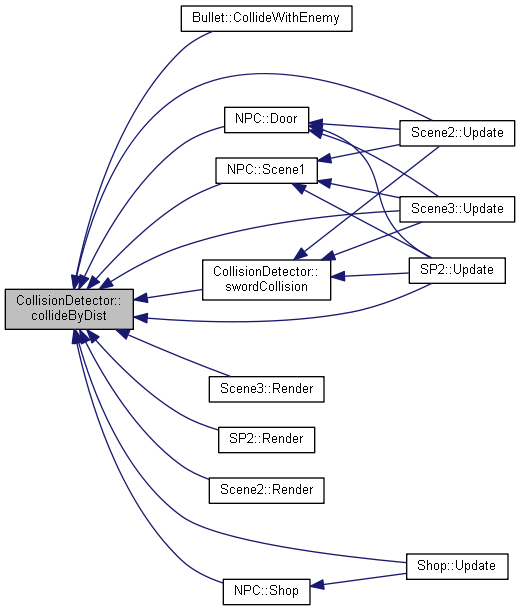 Bullet::CollideWithEnemy
NPC::Door
Scene2::Update
NPC::Scene1
Scene3::Update
CollisionDetector::
swordCollision
SP2::Update
CollisionDetector::
collideByDist
Scene3::Render
SP2::Render
Scene2::Render
Shop::Update
NPC::Shop